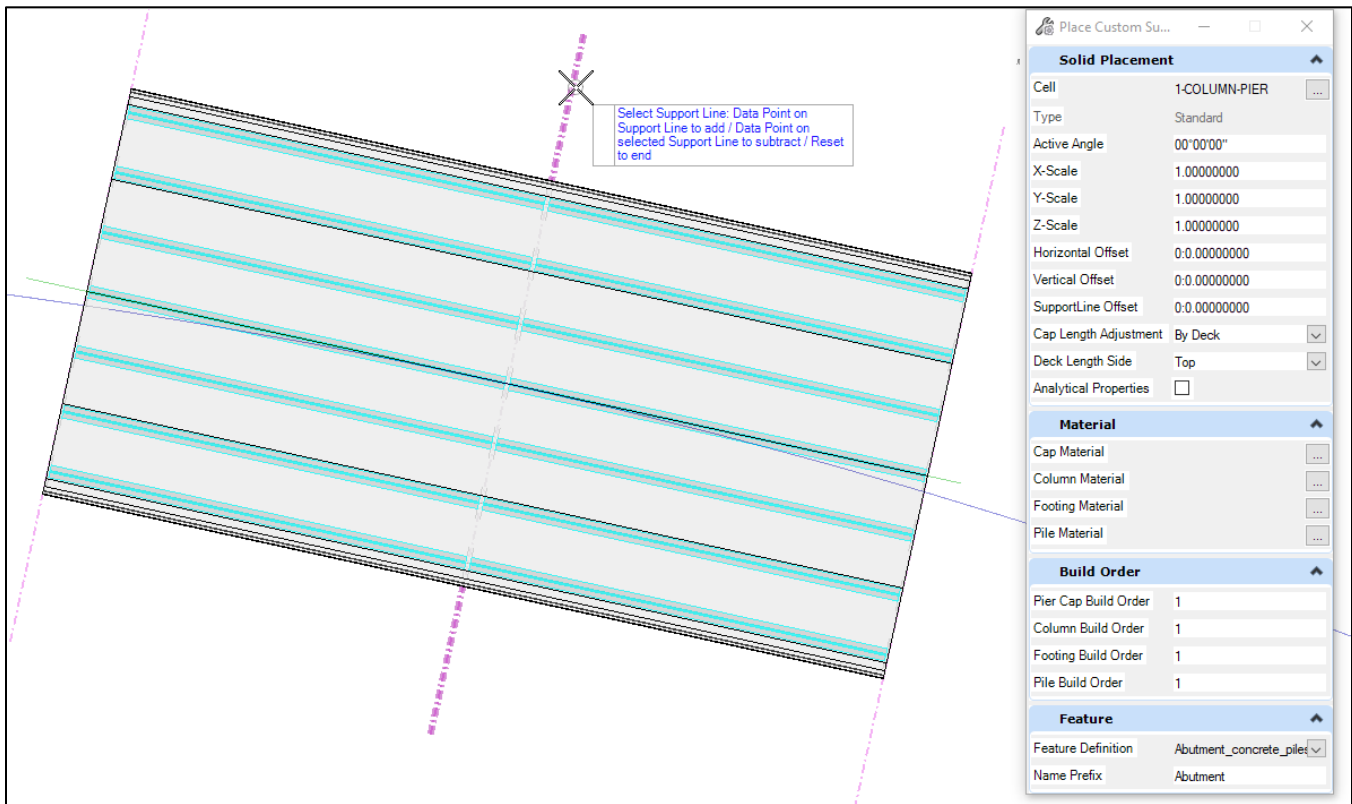 Place Custom Su...
Solid Placement
Cell 1-COLUMN-PIER ...
Type Standard
Active Angle 00°00'00"
X-Scale 1.00000000
Y-Scale 1.00000000
Z-Scale 1.00000000
Horizontal Offset 0:0.00000000
Vertical Offset 0:0.00000000
SupportLine Offset 0:0.00000000
Cap Length Adjustment By Deck
Deck Length Side Top
Analytical Properties
Material
Cap Material ...
Column Material ...
Footing Material ...
Pile Material ...
Build Order
Pier Cap Build Order 1
Column Build Order 1
Footing Build Order 1
Pile Build Order 1
Feature
Feature Definition Abutment_concrete_piles
Name Prefix Abutment
Select Support Line: Data Point on
Support Line to add / Data Point on
selected Support Line to subtract / Reset
to end